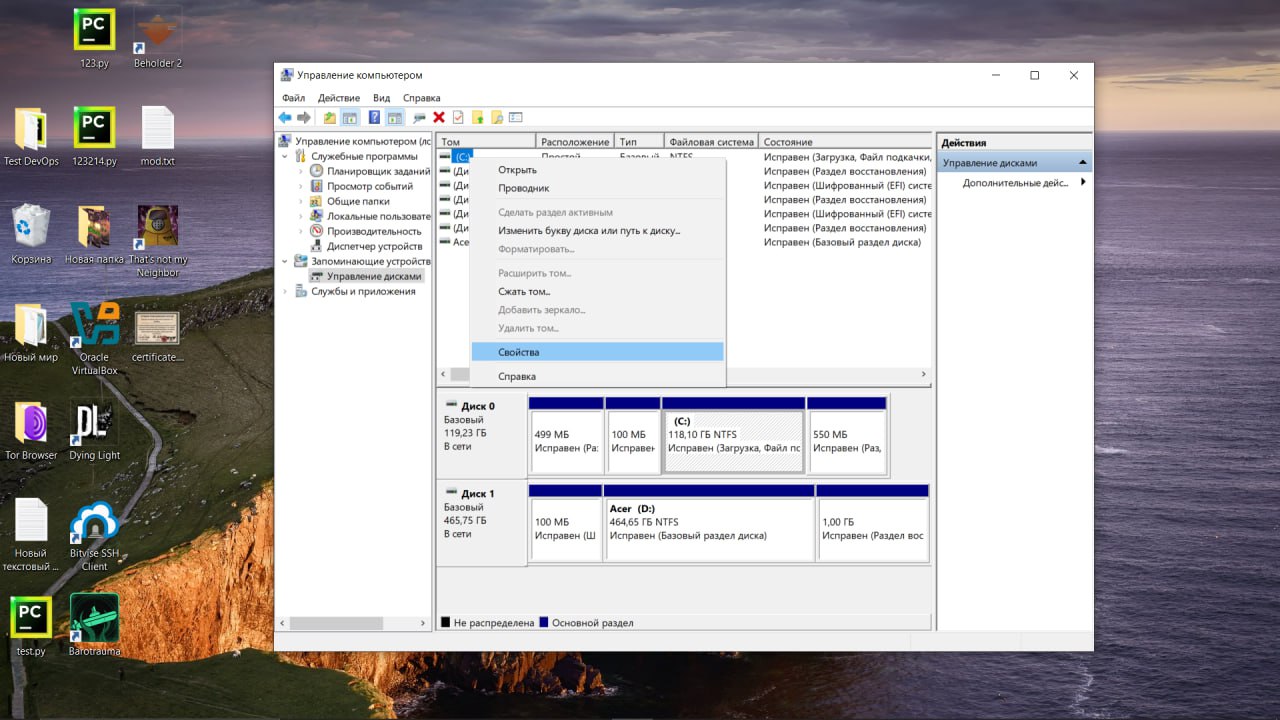 PC
123.py
Beholder 2
Test DevOps
PC
123214.py
mod.txt
Корзина
Новая папка
That's not my
Neighbor
Новый мир
Oracle
VirtualBox
certificate....
Tor Browser
DL
Dying Light
Новый
текстовый ...
Bitvise SSH
Client
PC
test.py
Barotrauma
Управление компьютером
Файл
Действие
Вид
Справка
Управление компьютером (лс
Служебные программы
Планировщик заданий
Просмотр событий
Общие папки
Локальные пользовате
Производительность
Диспетчер устройств
Запоминающие устройств
Управление дисками
Службы и приложения
Том
Расположение
Тип
Файловая система
Состояние
(C:)
Простой
Базовый
NTFS
Исправен (Загрузка, Файл подкачки,
(Ди
Исправен (Раздел восстановления)
(Ди
Исправен (Шифрованный (EFI) систе
(Ди
Исправен (Раздел восстановления)
(Ди
Исправен (Шифрованный (EFI) систе
(Ди
Исправен (Раздел восстановления)
Ace
Исправен (Базовый раздел диска)
Открыть
Проводник
Сделать раздел активным
Изменить букву диска или путь к диску...
Форматировать...
Расширить том...
Сжать том...
Добавить зеркало...
Удалить том...
Свойства
Справка
Диск 0
Базовый
119,23 ГБ
В сети
499 МБ
Исправен (Ра:
100 МБ
Исправен
(C:)
118,10 ГБ NTFS
Исправен (Загрузка, Файл пс
550 МБ
Исправен (Раз,
Диск 1
Базовый
465,75 ГБ
В сети
100 МБ
Исправен (Ш
Acer (D:)
464,65 ГБ NTFS
Исправен (Базовый раздел диска)
1,00 ГБ
Исправен (Раздел вос
Не распределена
Основной раздел
Действия
Управление дисками
Дополнительные дейс...